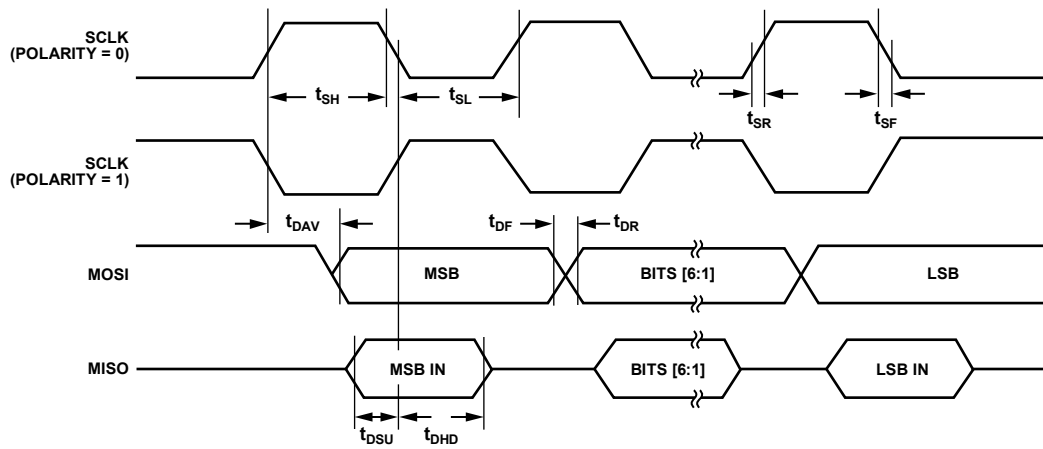 SCLK
(POLARITY = 0)
tSH
tSL
tSR
tSF
SCLK
(POLARITY = 1)
tDAV
tDF
tDR
MOSI
MSB
BITS [6:1]
LSB
MISO
MSB IN
BITS [6:1]
LSB IN
tDSU
tDHD